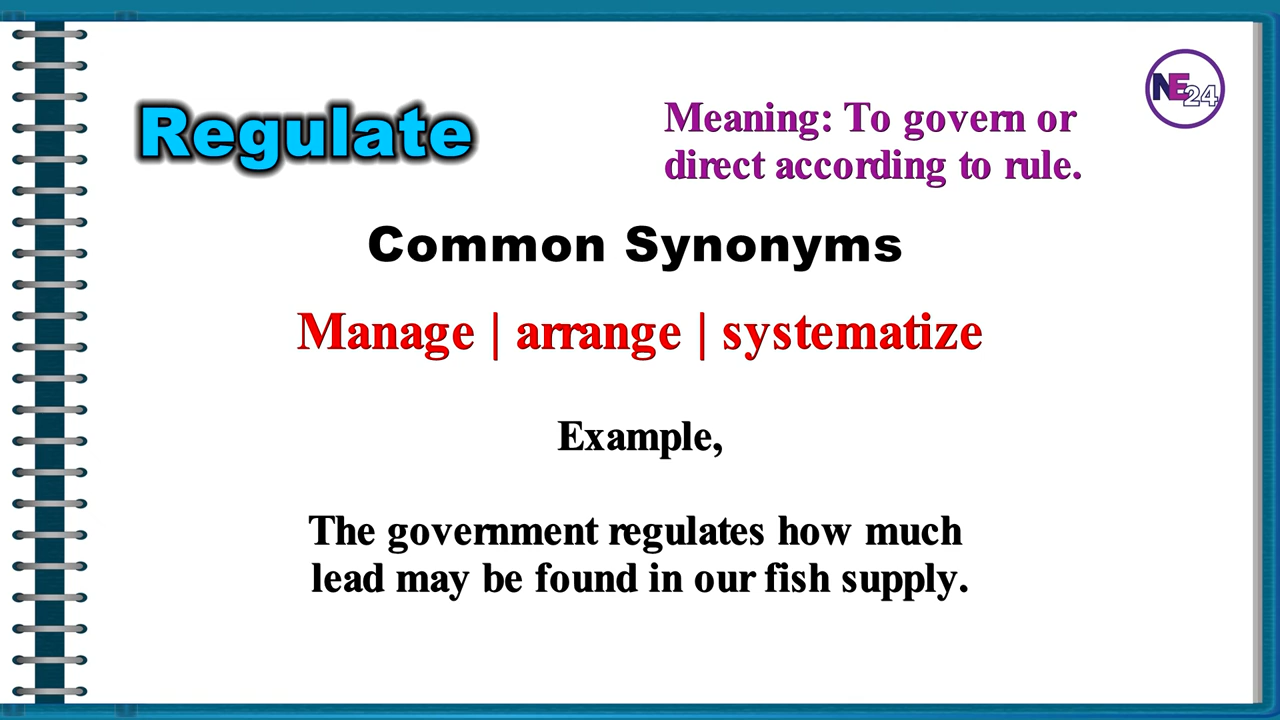 Regulate
Meaning: To govern or
direct according to rule.
NE24
Common Synonyms
Manage | arrange | systematize
Example,
The government regulates how much
lead may be found in our fish supply.